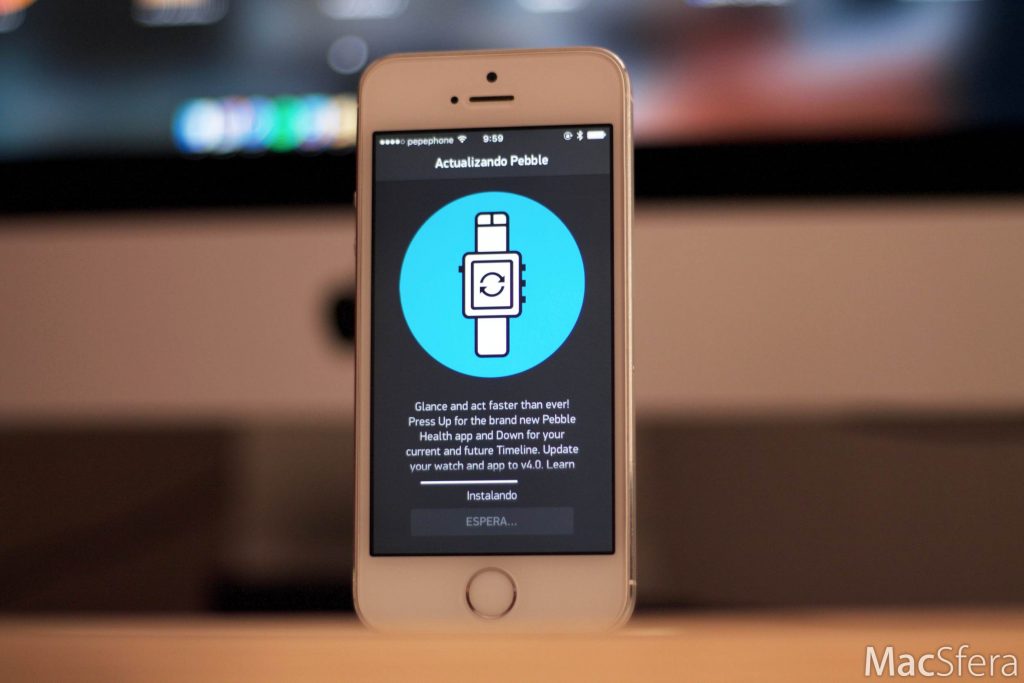 pepephone 9:59
Actualizando Pebble
Glance and act faster than ever!
Press Up for the brand new Pebble
Health app and Down for your
current and future Timeline. Update
your watch and app to v4.0. Learn
Instalando
ESPERA...
MacSfera